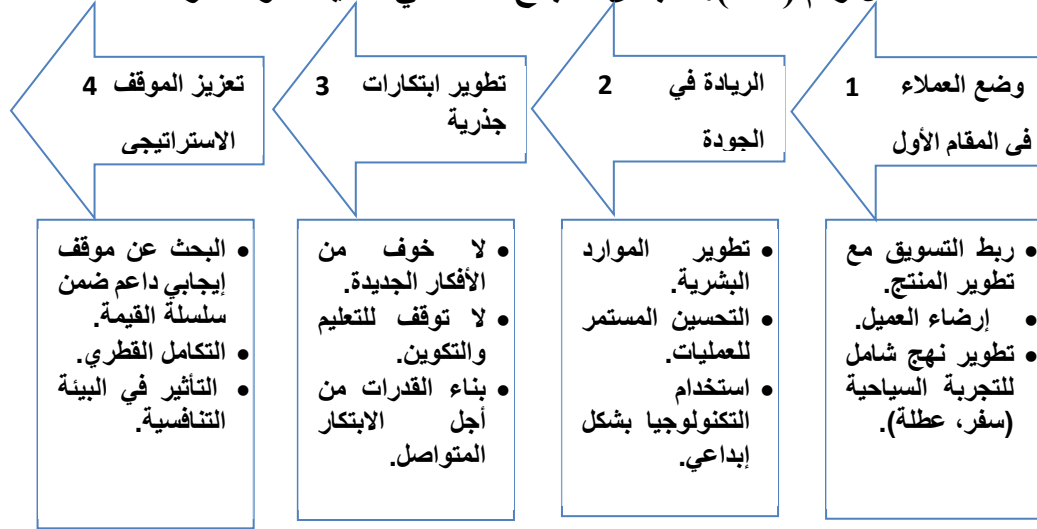 وضع العملاء 1
فى المقام الأول
الريادة في 2
الجودة
تطوير ابتكارات 3
جذرية
تعزيز الموقف 4
الاستراتيجى
• ربط التسويق مع
تطوير المنتج.
• إرضاء العميل.
• تطوير نهج شامل
للتجربة السياحية
(سفر، عطلة).
• تطوير الموارد
البشرية.
• التحسين المستمر
للعمليات.
• استخدام
التكنولوجيا بشكل
إبداعي.
• لا خوف من
الأفكار الجديدة.
• لا توقف للتعليم
والتكوين.
• بناء القدرات من
أجل الابتكار
المتواصل.
• البحث عن موقف
إيجابي داعم ضمن
سلسلة القيمة.
• التكامل القطري.
• التأثير في البيئة
التنافسية.